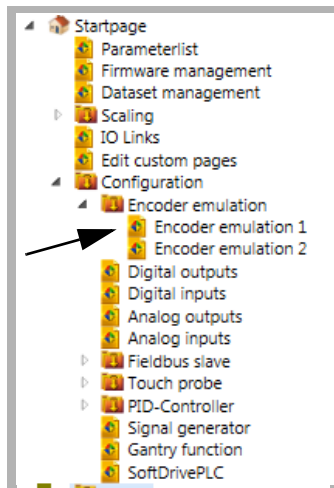 Startpage
Parameterlist
Firmware management
Dataset management
Scaling
IO Links
Edit custom pages
Configuration
Encoder emulation
Encoder emulation 1
Encoder emulation 2
Digital outputs
Digital inputs
Analog outputs
Analog inputs
Fieldbus slave
Touch probe
PID-Controller
Signal generator
Gantry function
SoftDrivePLC